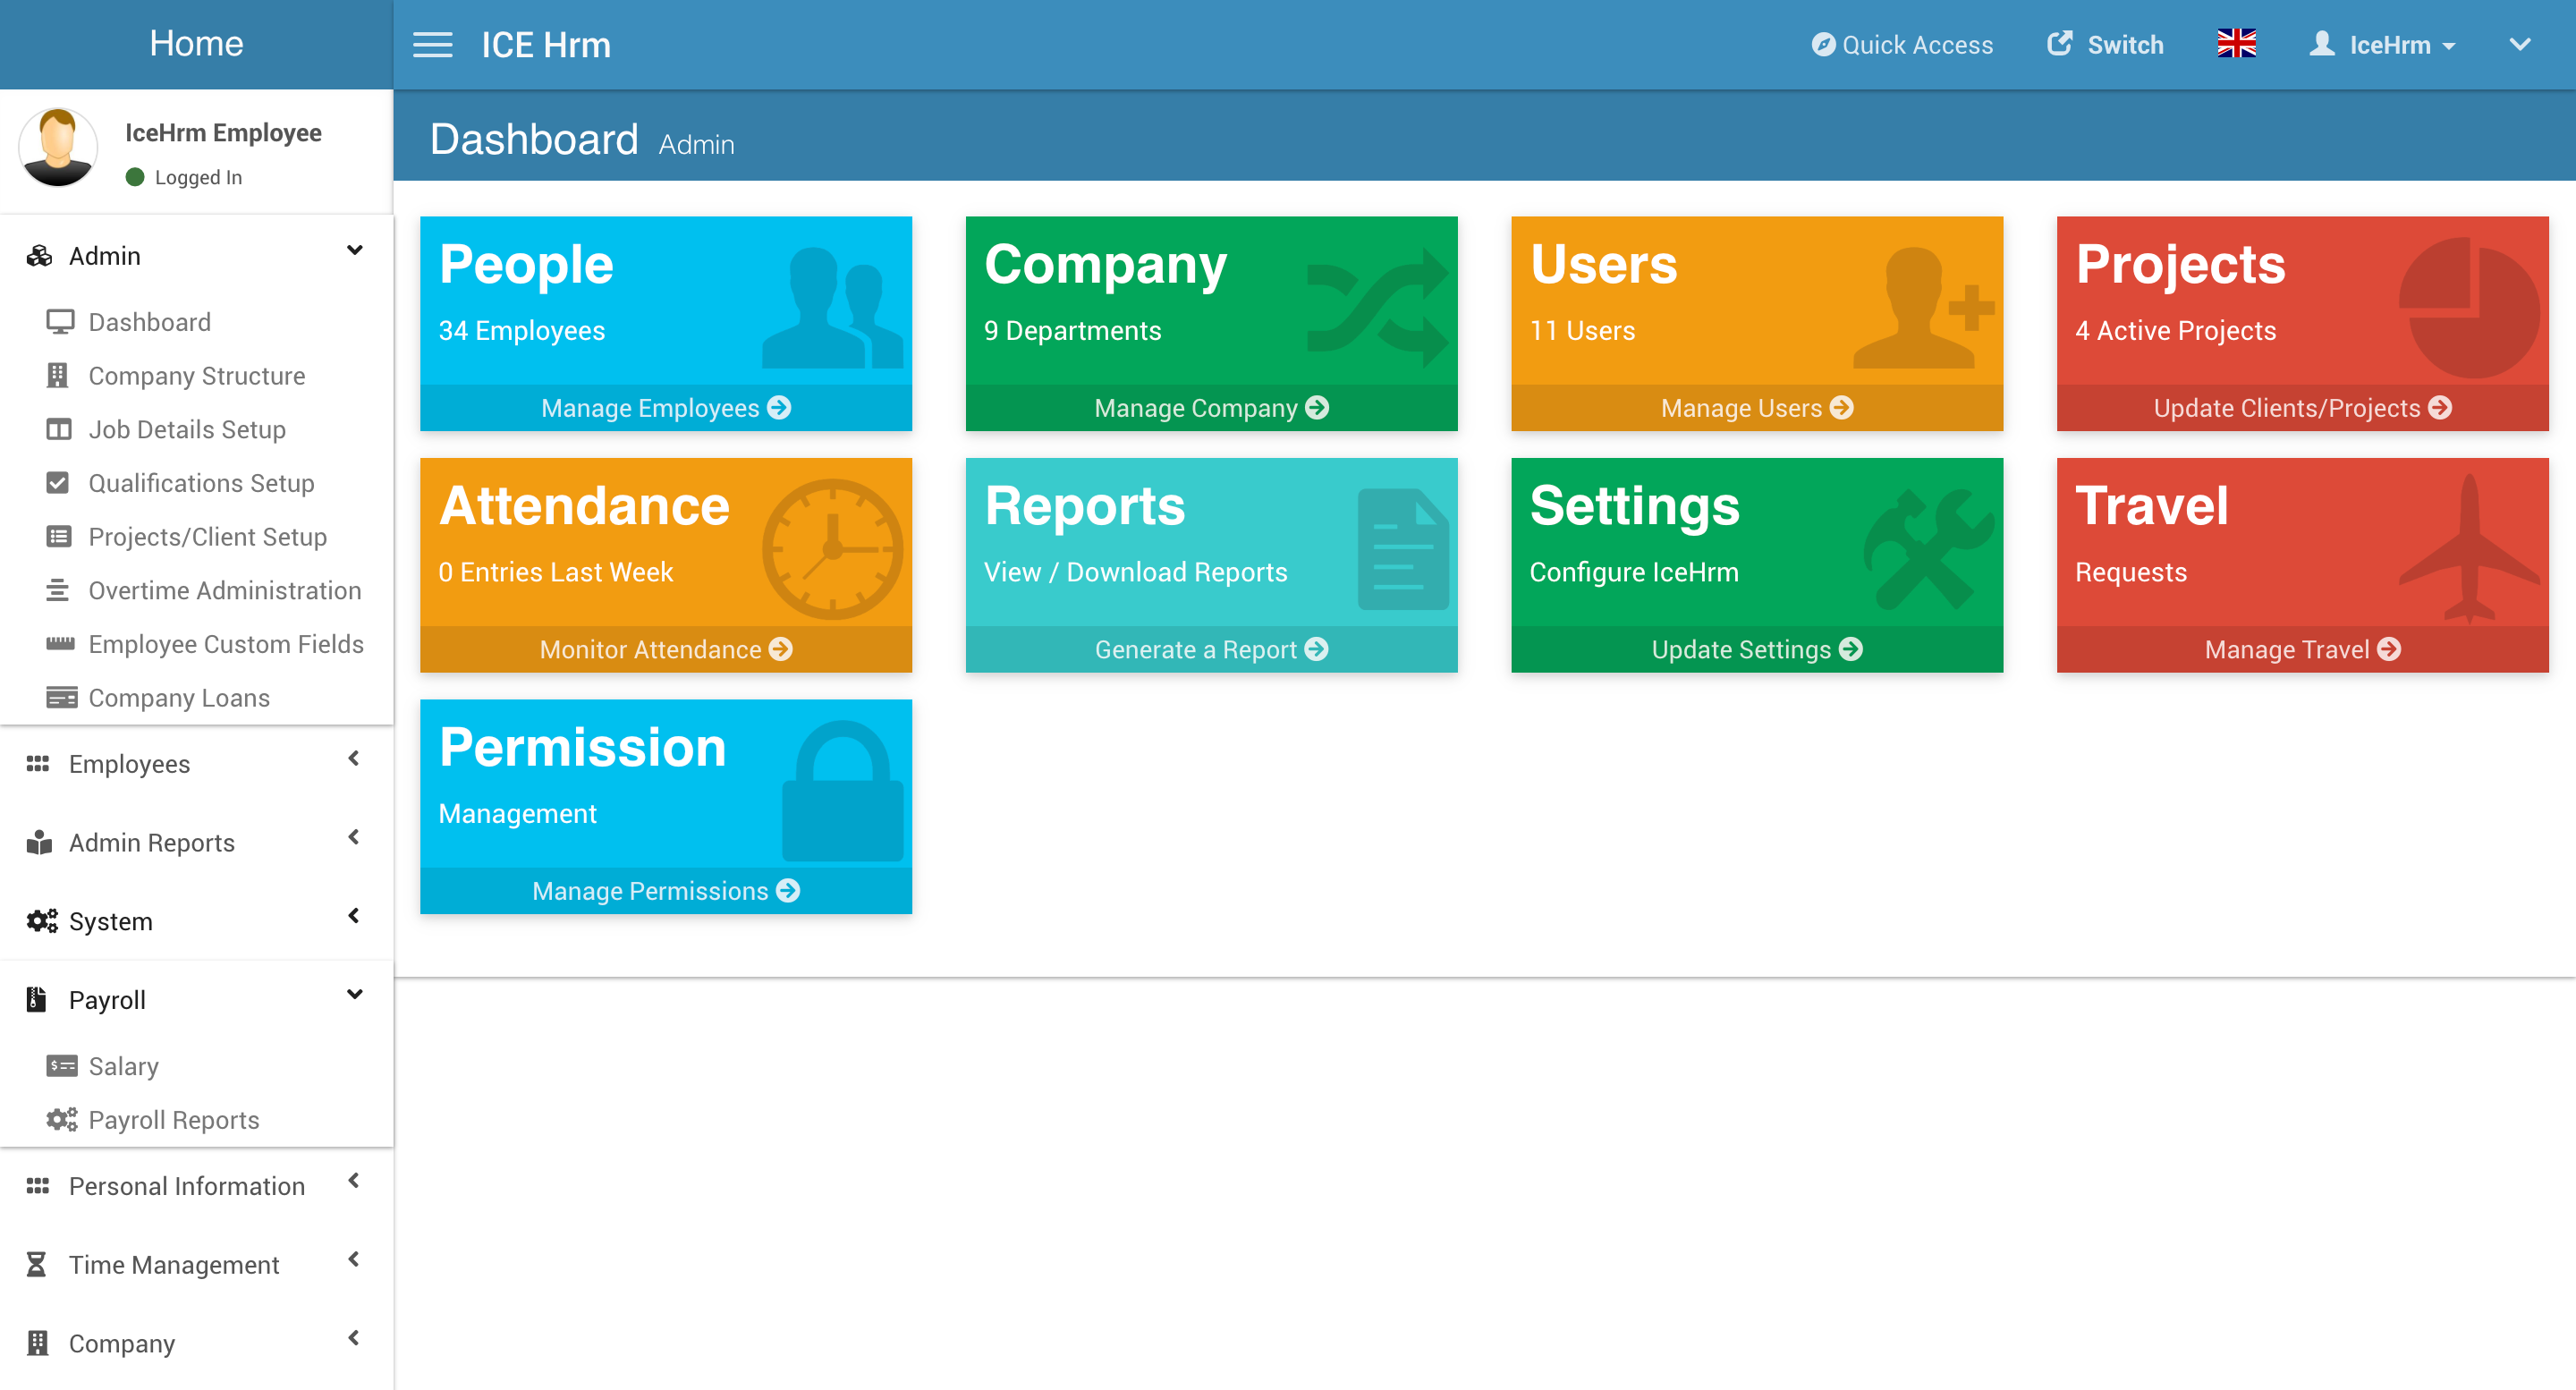 Home
ICE Hrm
Quick Access
Switch
IceHrm
IceHrm Employee
Logged In
Dashboard Admin
Admin
Dashboard
Company Structure
Job Details Setup
Qualifications Setup
Projects/Client Setup
Overtime Administration
Employee Custom Fields
Company Loans
Employees
Admin Reports
System
Payroll
Salary
Payroll Reports
Personal Information
Time Management
Company
People
34 Employees
Manage Employees
Company
9 Departments
Manage Company
Users
11 Users
Manage Users
Projects
4 Active Projects
Update Clients/Projects
Attendance
0 Entries Last Week
Monitor Attendance
Reports
View / Download Reports
Generate a Report
Settings
Configure IceHrm
Update Settings
Travel
Requests
Manage Travel
Permission
Management
Manage Permissions